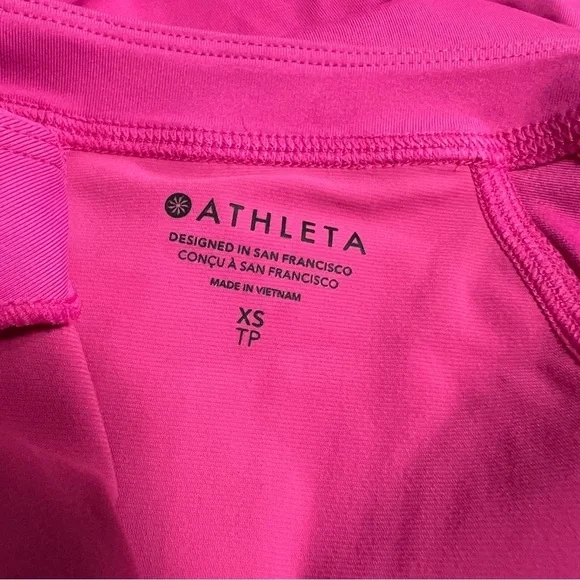 ATHLETA
DESIGNED IN SAN FRANCISCO
CONÇU À SAN FRANCISCO
MADE IN VIETNAM
XS
TP